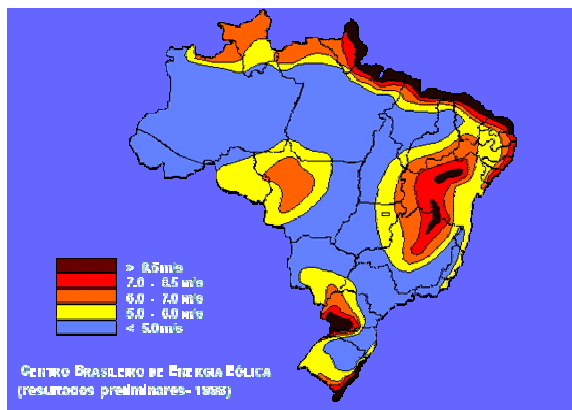 > 8.5m/s
7.0 - 8.5 m/s
6.0 - 7.0 m/s
5.0 - 6.0 m/s
< 5.0m/s
CENTRO BRASILEIRO DE ENERGIA EÓLICA
(resultados preliminares-